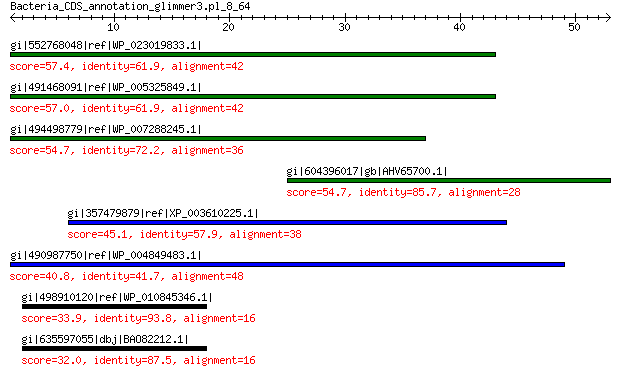 Bacteria_CDS_annotation_glimmer3.pl_8_64
10 20 30 40 50
gi|552768048|ref|WP_023019833.1|
score=57.4, identity=61.9, alignment=42
gi|491468091|ref|WP_005325849.1|
score=57.0, identity=61.9, alignment=42
gi|494498779|ref|WP_007288245.1|
score=54.7, identity=72.2, alignment=36
gi|604396017|gb|AHV65700.1|
score=54.7, identity=85.7, alignment=28
gi|357479879|ref|XP_003610225.1|
score=45.1, identity=57.9, alignment=38
gi|490987750|ref|WP_004849483.1|
score=40.8, identity=41.7, alignment=48
gi|498910120|ref|WP_010845346.1|
score=33.9, identity=93.8, alignment=16
gi|635597055|dbj|BAO82212.1|
score=32.0, identity=87.5, alignment=16